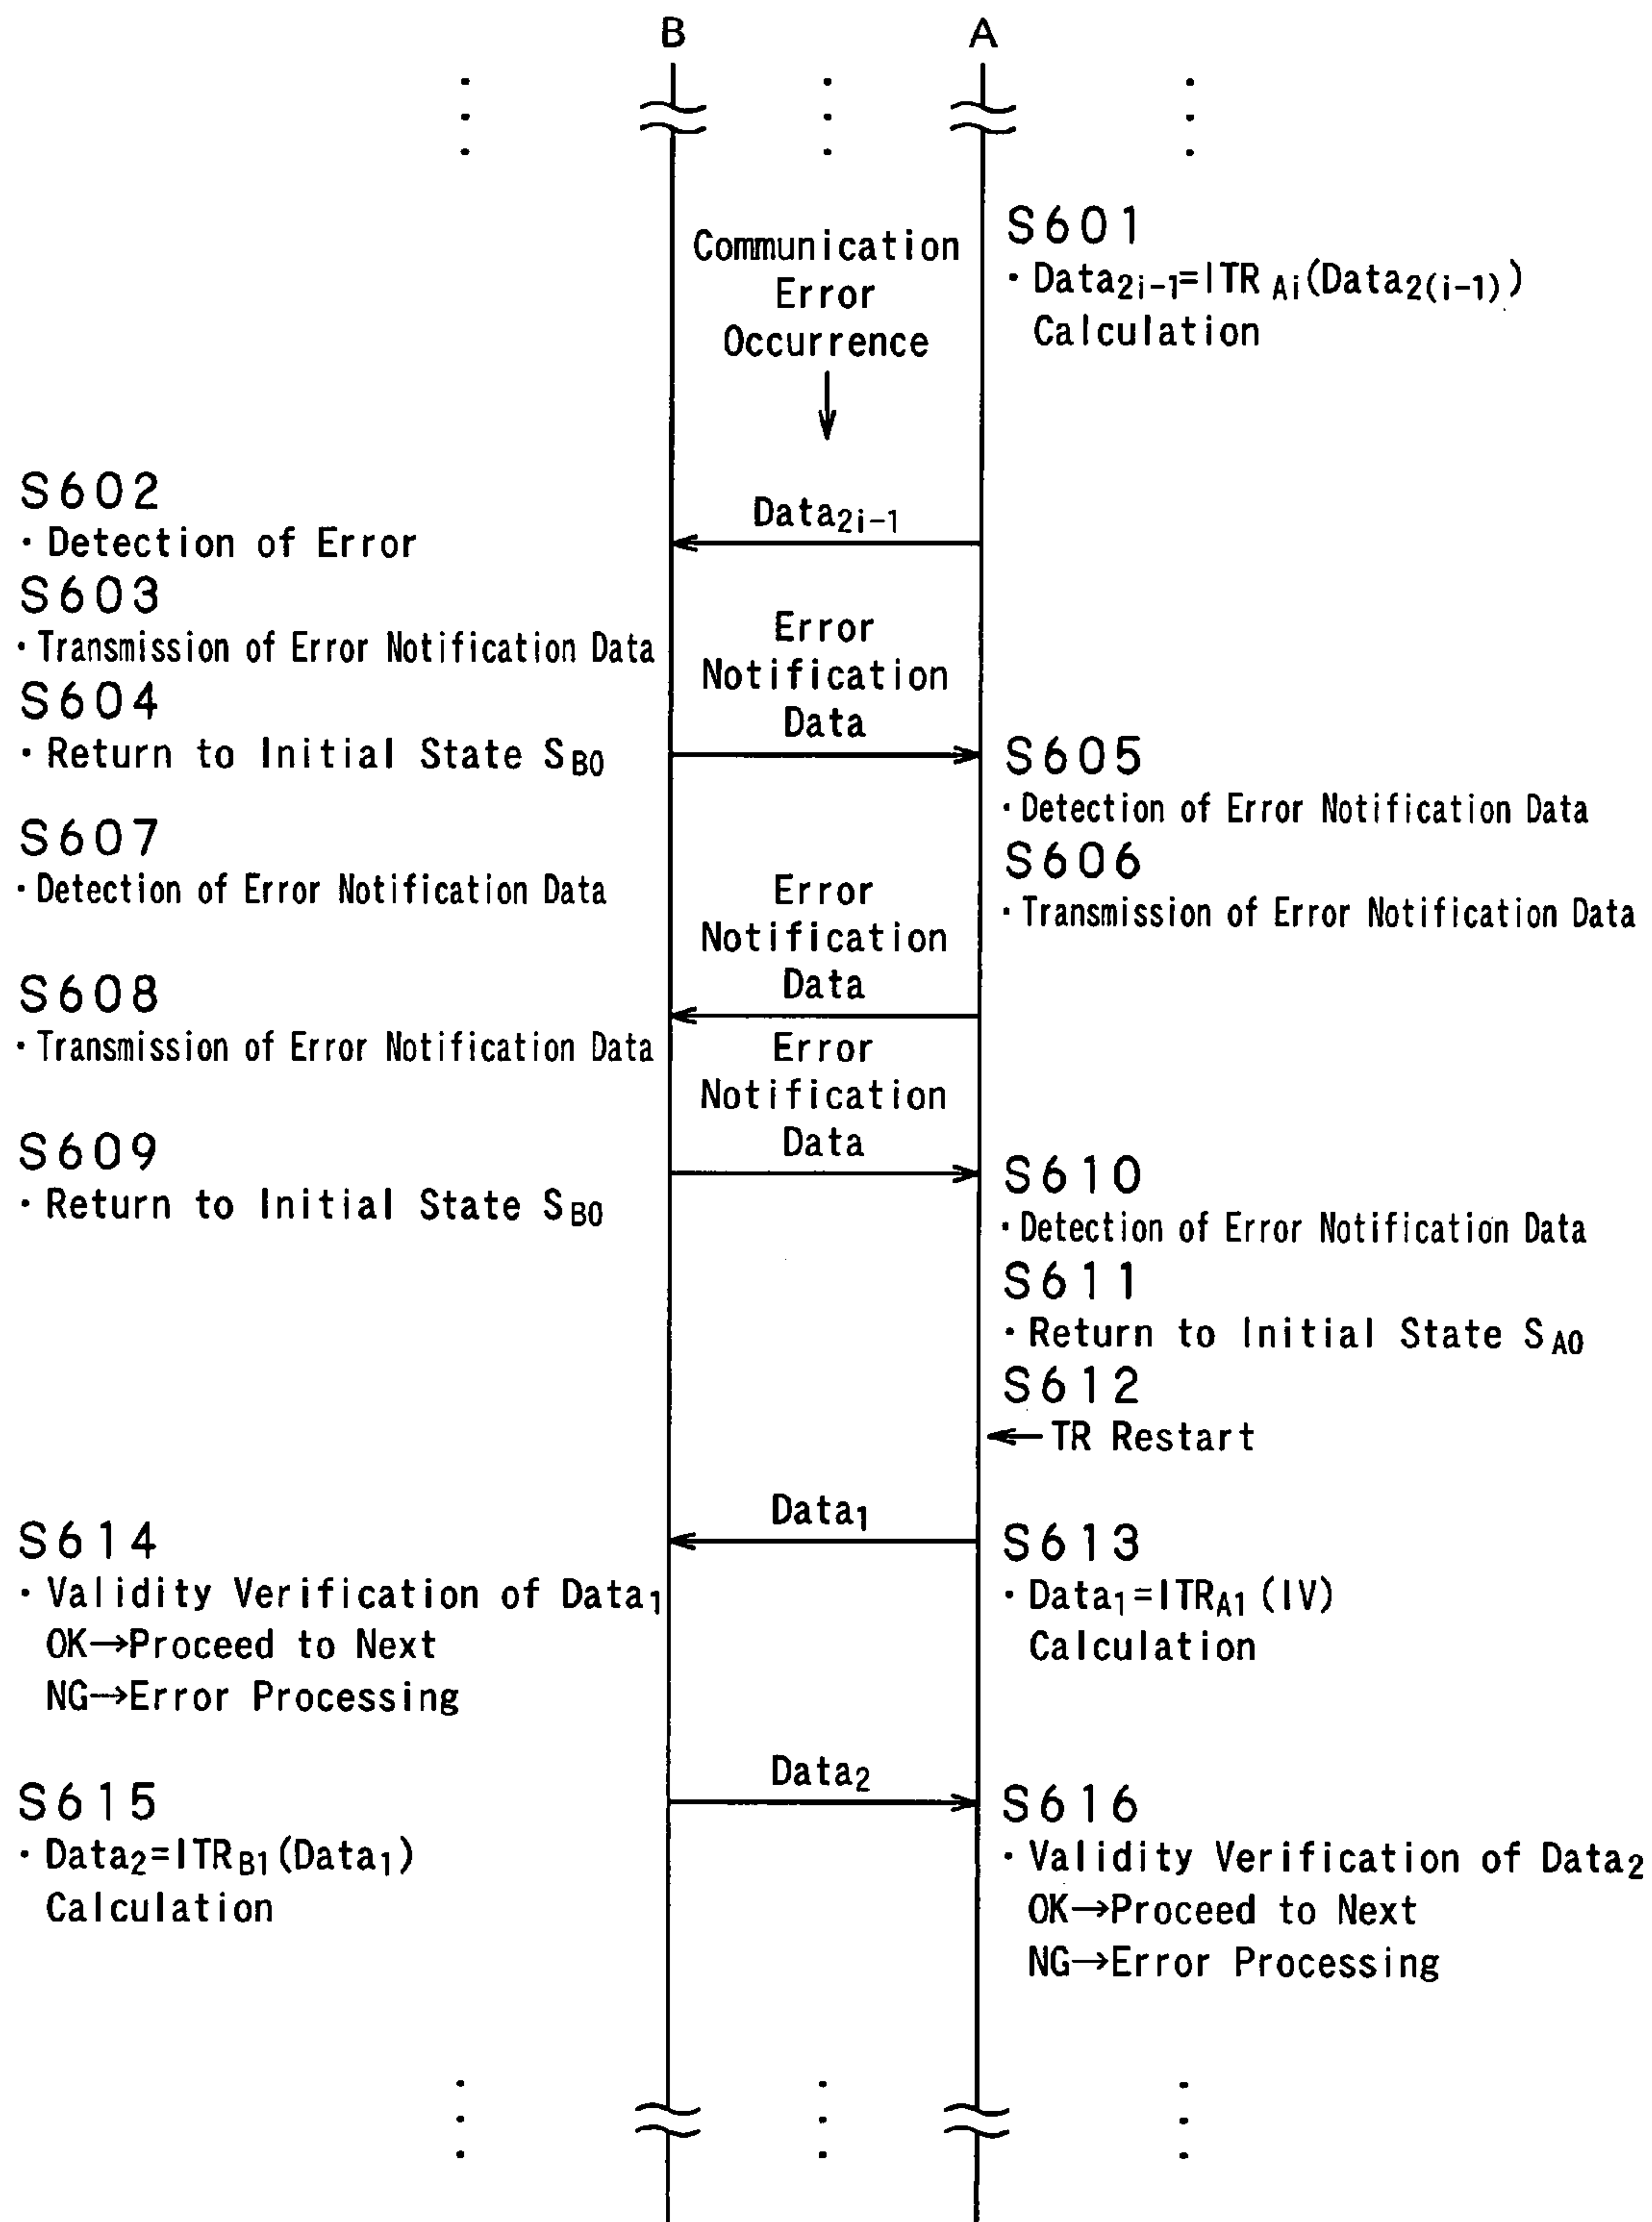 B A
S601
Communication
Error
Occurrence
・Data2i-1=ITR Ai(Data2(i-1))
Calculation
S602
・Detection of Error
Data2i-1
S603
・Transmission of Error Notification Data
Error
Notification
Data
S604
・Return to Initial State SB0
S605
・Detection of Error Notification Data
S607
・Detection of Error Notification Data
S606
・Transmission of Error Notification Data
Error
Notification
Data
S608
・Transmission of Error Notification Data
Error
Notification
Data
S609
・Return to Initial State SB0
S610
・Detection of Error Notification Data
S611
・Return to Initial State SA0
S612
←TR Restart
Data1
S614
・Validity Verification of Data1
OK→Proceed to Next
NG→Error Processing
S613
・Data1=ITRA1(IV)
Calculation
Data2
S615
・Data2=ITRB1(Data1)
Calculation
S616
・Validity Verification of Data2
OK→Proceed to Next
NG→Error Processing